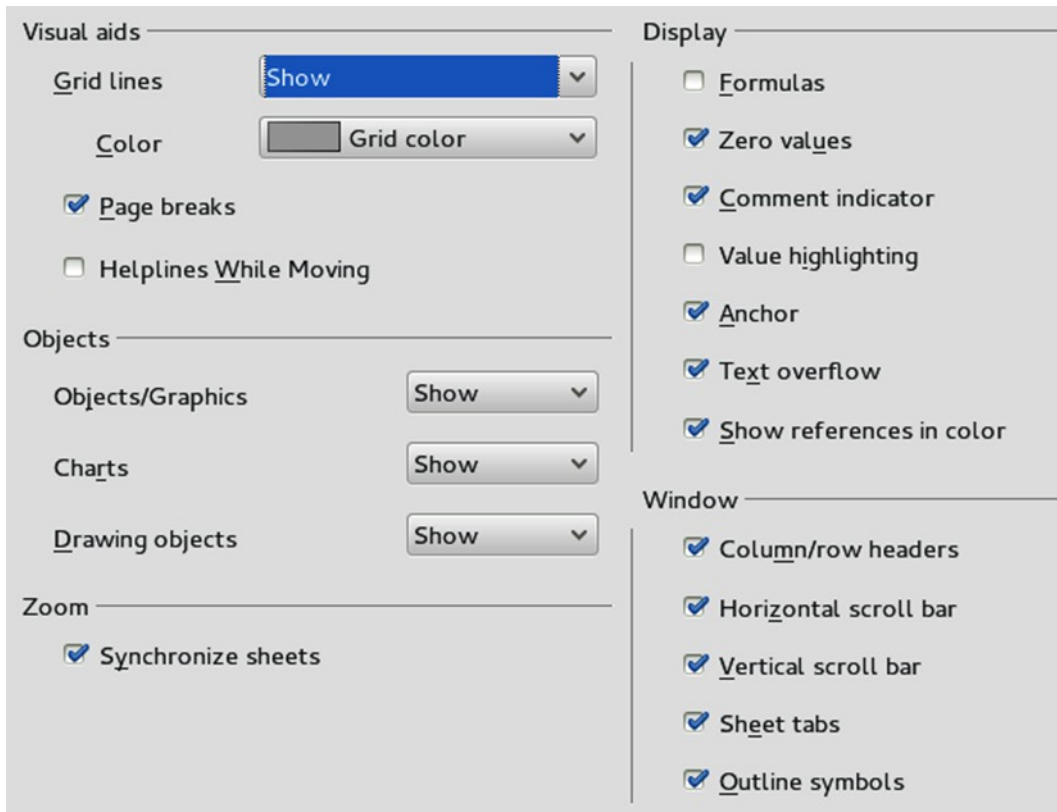 Visual aids
Grid lines
Show
Color
Grid color
Page breaks
Helplines While Moving
Objects
Objects/Graphics
Show
Charts
Show
Drawing objects
Show
Zoom
Synchronize sheets
Display
Formulas
Zero values
Comment indicator
Value highlighting
Anchor
Text overflow
Show references in color
Window
Column/row headers
Horizontal scroll bar
Vertical scroll bar
Sheet tabs
Outline symbols